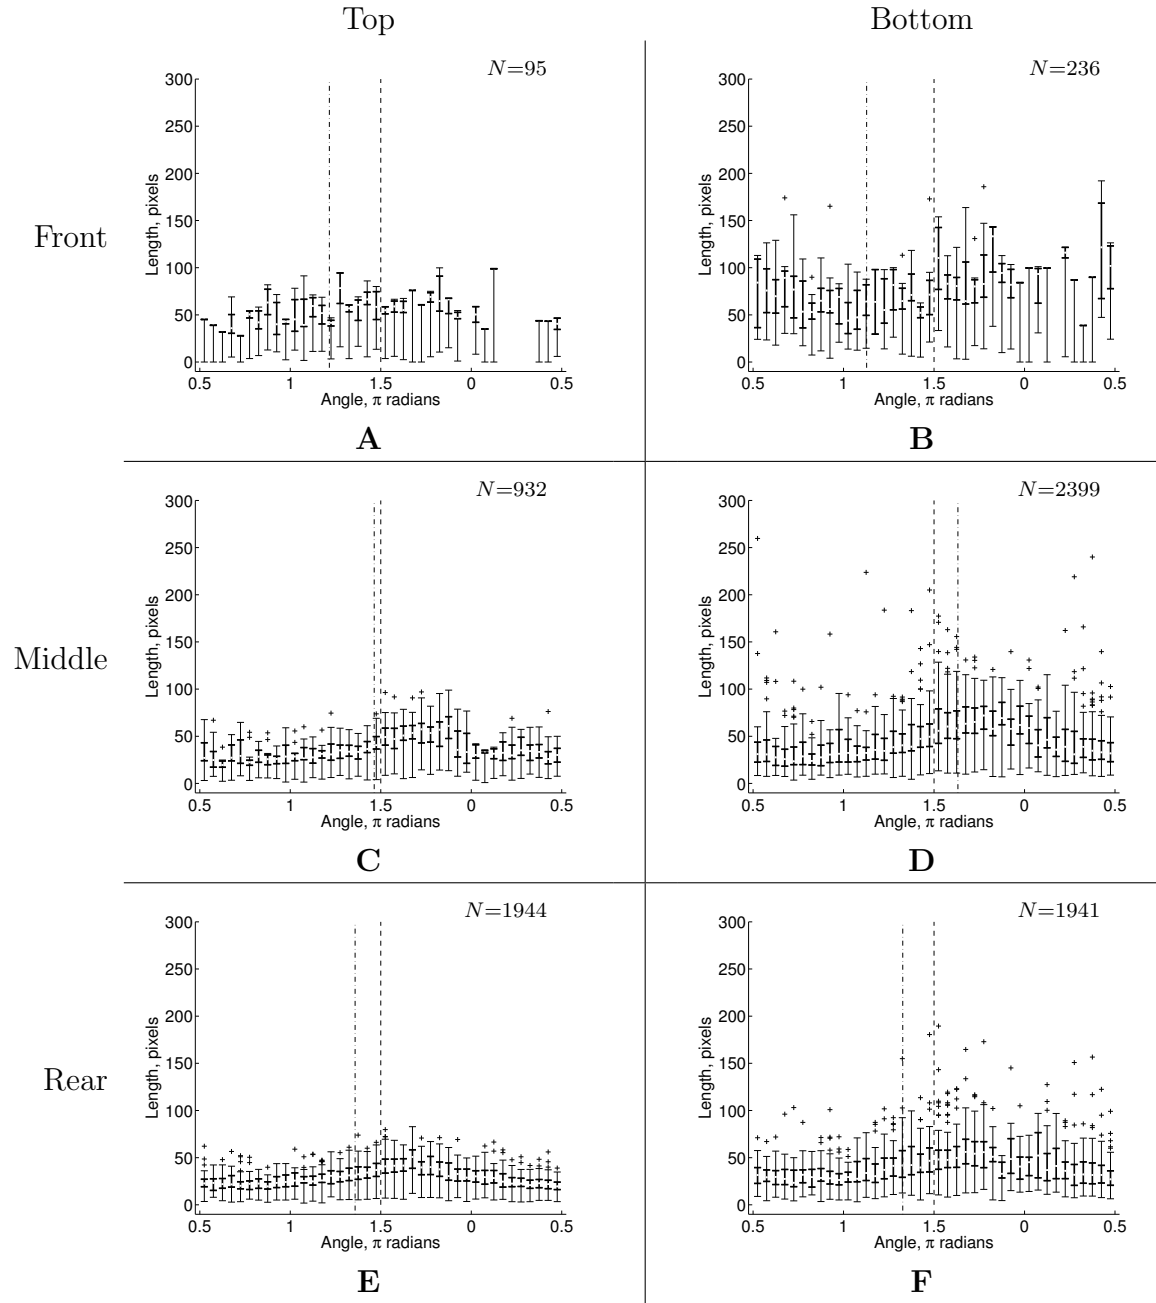 Top Bottom
Front
N=95
300
250
200
150
100
50
0
Length, pixels
0.5 1 1.5 0 0.5
Angle, π radians
A
N=236
300
250
200
150
100
50
0
Length, pixels
0.5 1 1.5 0 0.5
Angle, π radians
B
Middle
N=932
300
250
200
150
100
50
0
Length, pixels
0.5 1 1.5 0 0.5
Angle, π radians
C
N=2399
300
250
200
150
100
50
0
Length, pixels
0.5 1 1.5 0 0.5
Angle, π radians
D
Rear
N=1944
300
250
200
150
100
50
0
Length, pixels
0.5 1 1.5 0 0.5
Angle, π radians
E
N=1941
300
250
200
150
100
50
0
Length, pixels
0.5 1 1.5 0 0.5
Angle, π radians
F